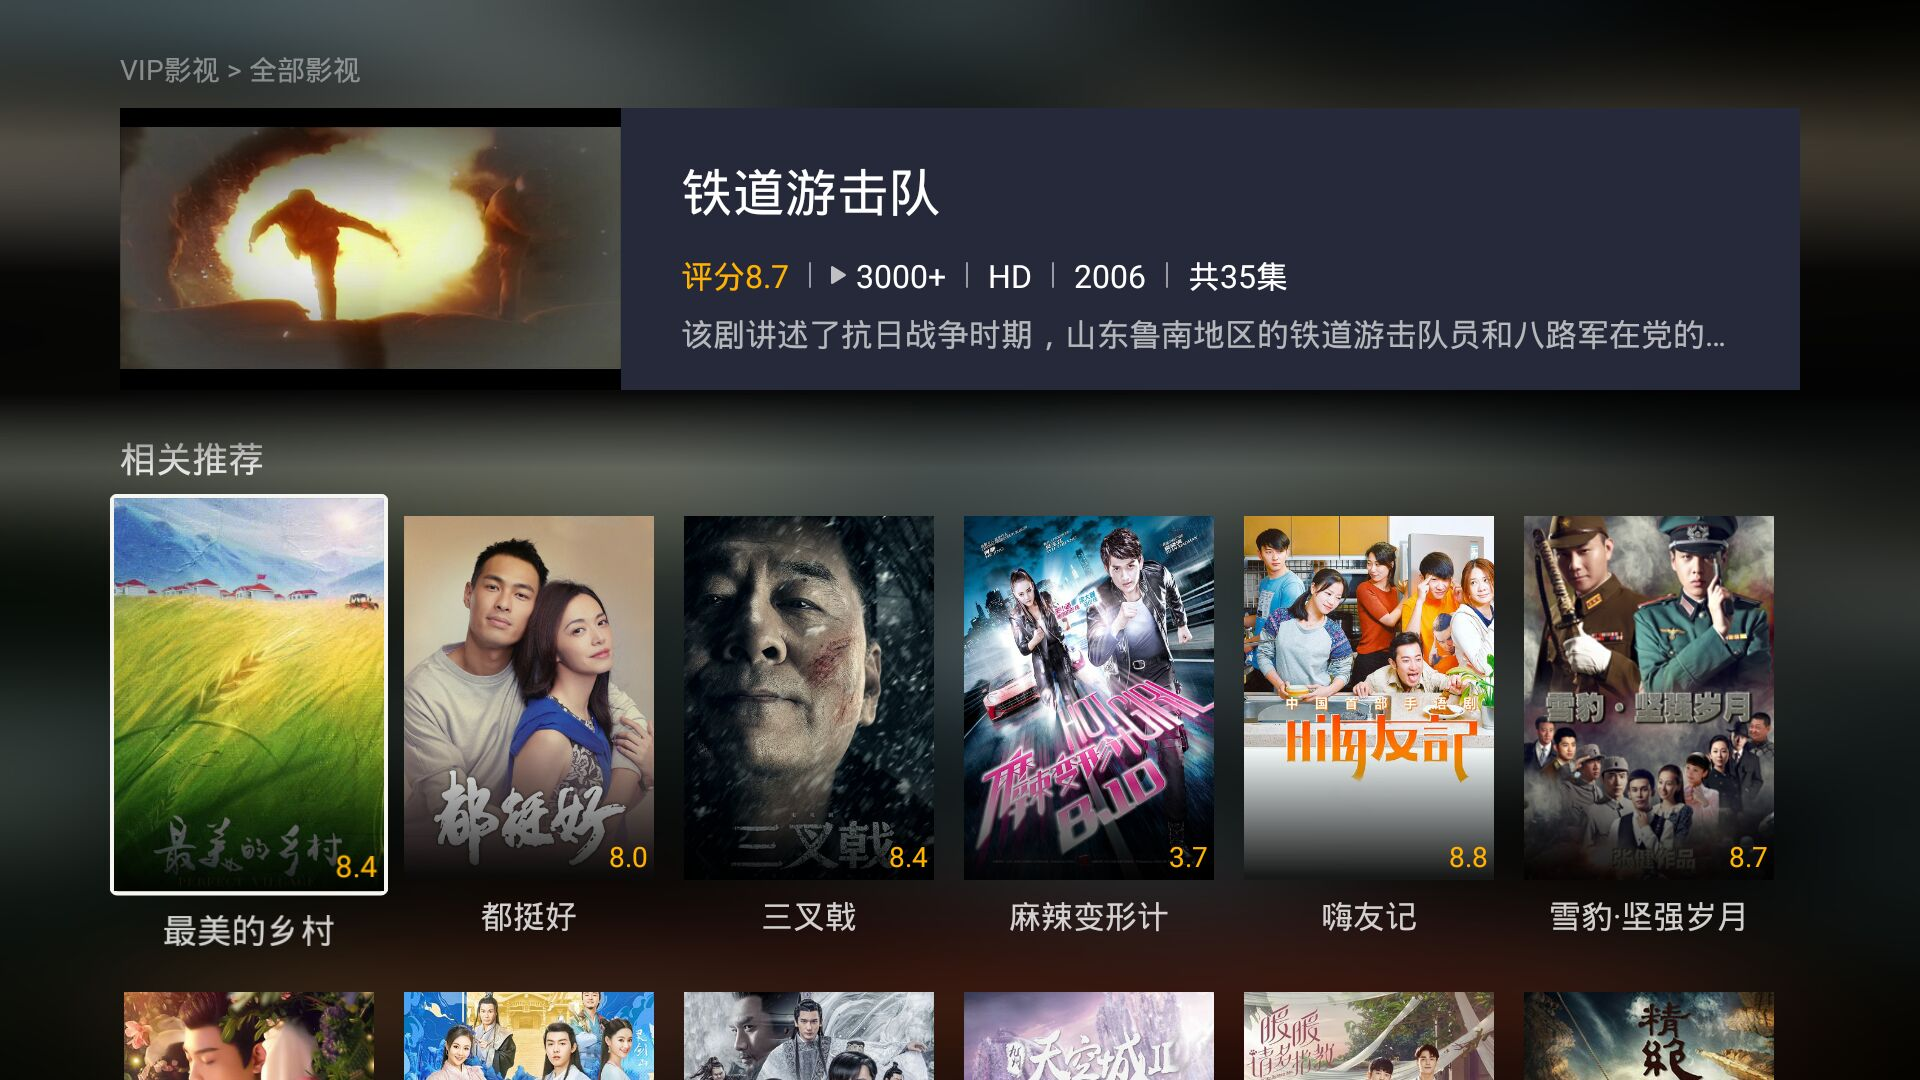 VIP影视 > 全部影视
铁道游击队
评分8.7 | 3000+ | HD | 2006 | 共35集
该剧讲述了抗日战争时期，山东鲁南地区的铁道游击队员和八路军在党的...
相关推荐
最美的乡村
8.4
都挺好
8.0
三叉戟
8.4
HOT GIRL
麻辣变形计
8.10
3.7
中国首部手语剧
嗨友記
8.8
雪豹·坚强岁月
张健作品
8.7
最美的乡村
都挺好
三叉戟
麻辣变形计
嗨友记
雪豹·坚强岁月
天空城II
暖暖
请多指教
精绝